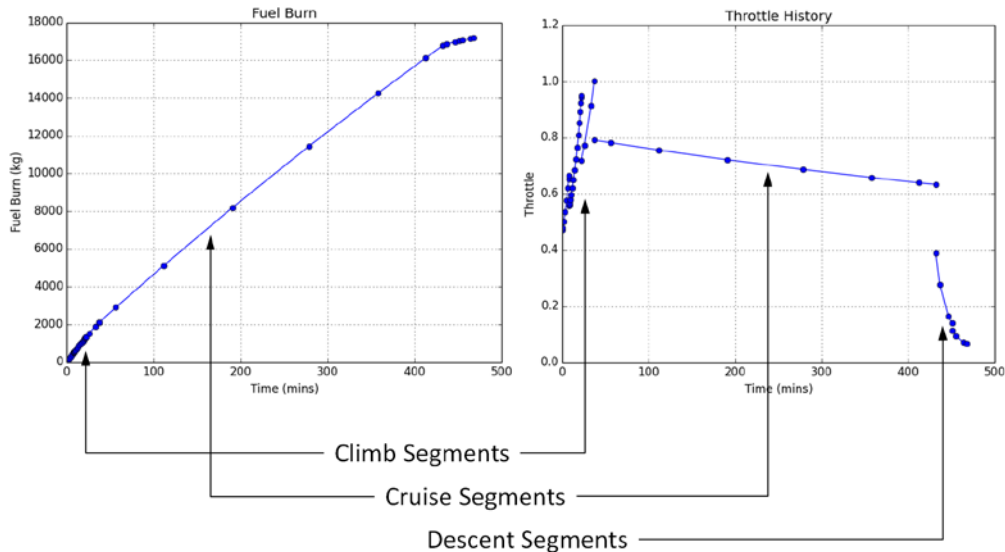 Fuel Burn
18000
16000
14000
12000
10000
8000
6000
4000
2000
0
Fuel Burn (kg)
0 100 200 300 400 500
Time (mins)
Throttle History
1.2
1.0
0.8
0.6
0.4
0.2
0.0
Throttle
0 100 200 300 400 500
Time (mins)
Climb Segments
Cruise Segments
Descent Segments